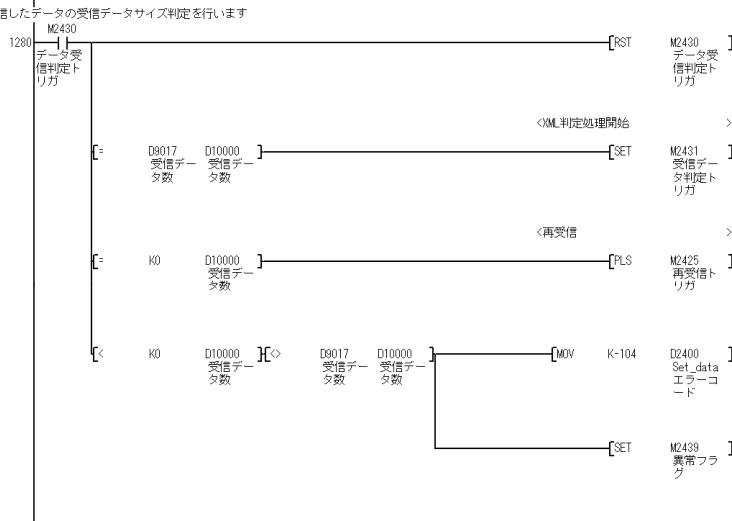 信したデータの受信データサイズ判定を行います
M2430
1280
データ受
信判定ト
リガ
[RST M2430 ]
データ受
信判定ト
リガ
<XML判定処理開始 >
[= D9017 D10000 ]
受信デー
タ数
受信デー
タ数
[SET M2431 ]
受信デー
タ判定ト
リガ
<再受信 >
[= K0 D10000 ]
受信デー
タ数
[PLS M2425 ]
再受信ト
リガ
[< K0 D10000 ]
受信デー
タ数
[<> D9017 D10000 ]
受信デー
タ数
受信デー
タ数
[MOV K-104 D2400 ]
Set_data
エラーコ
ード
[SET M2439 ]
異常フラ
グ